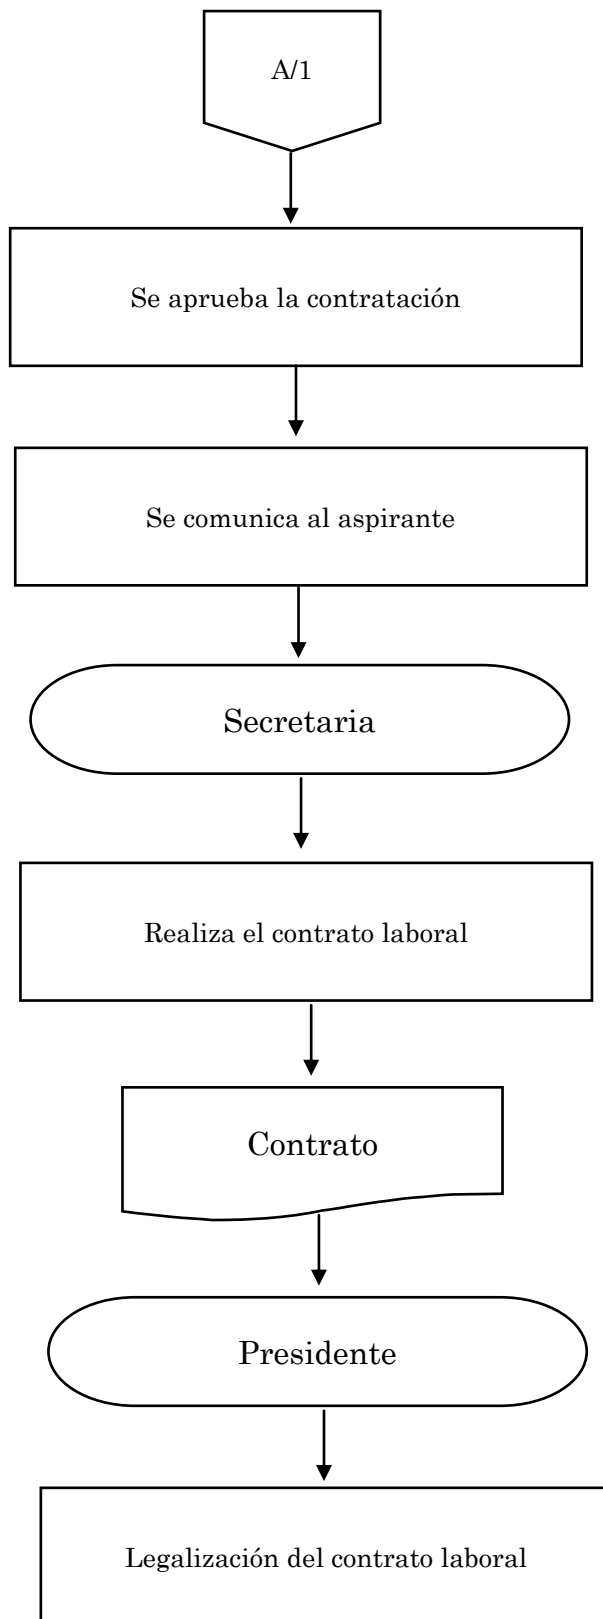 A/1
Se aprueba la contratación
Se comunica al aspirante
Secretaria
Realiza el contrato laboral
Contrato
Presidente
Legalización del contrato laboral